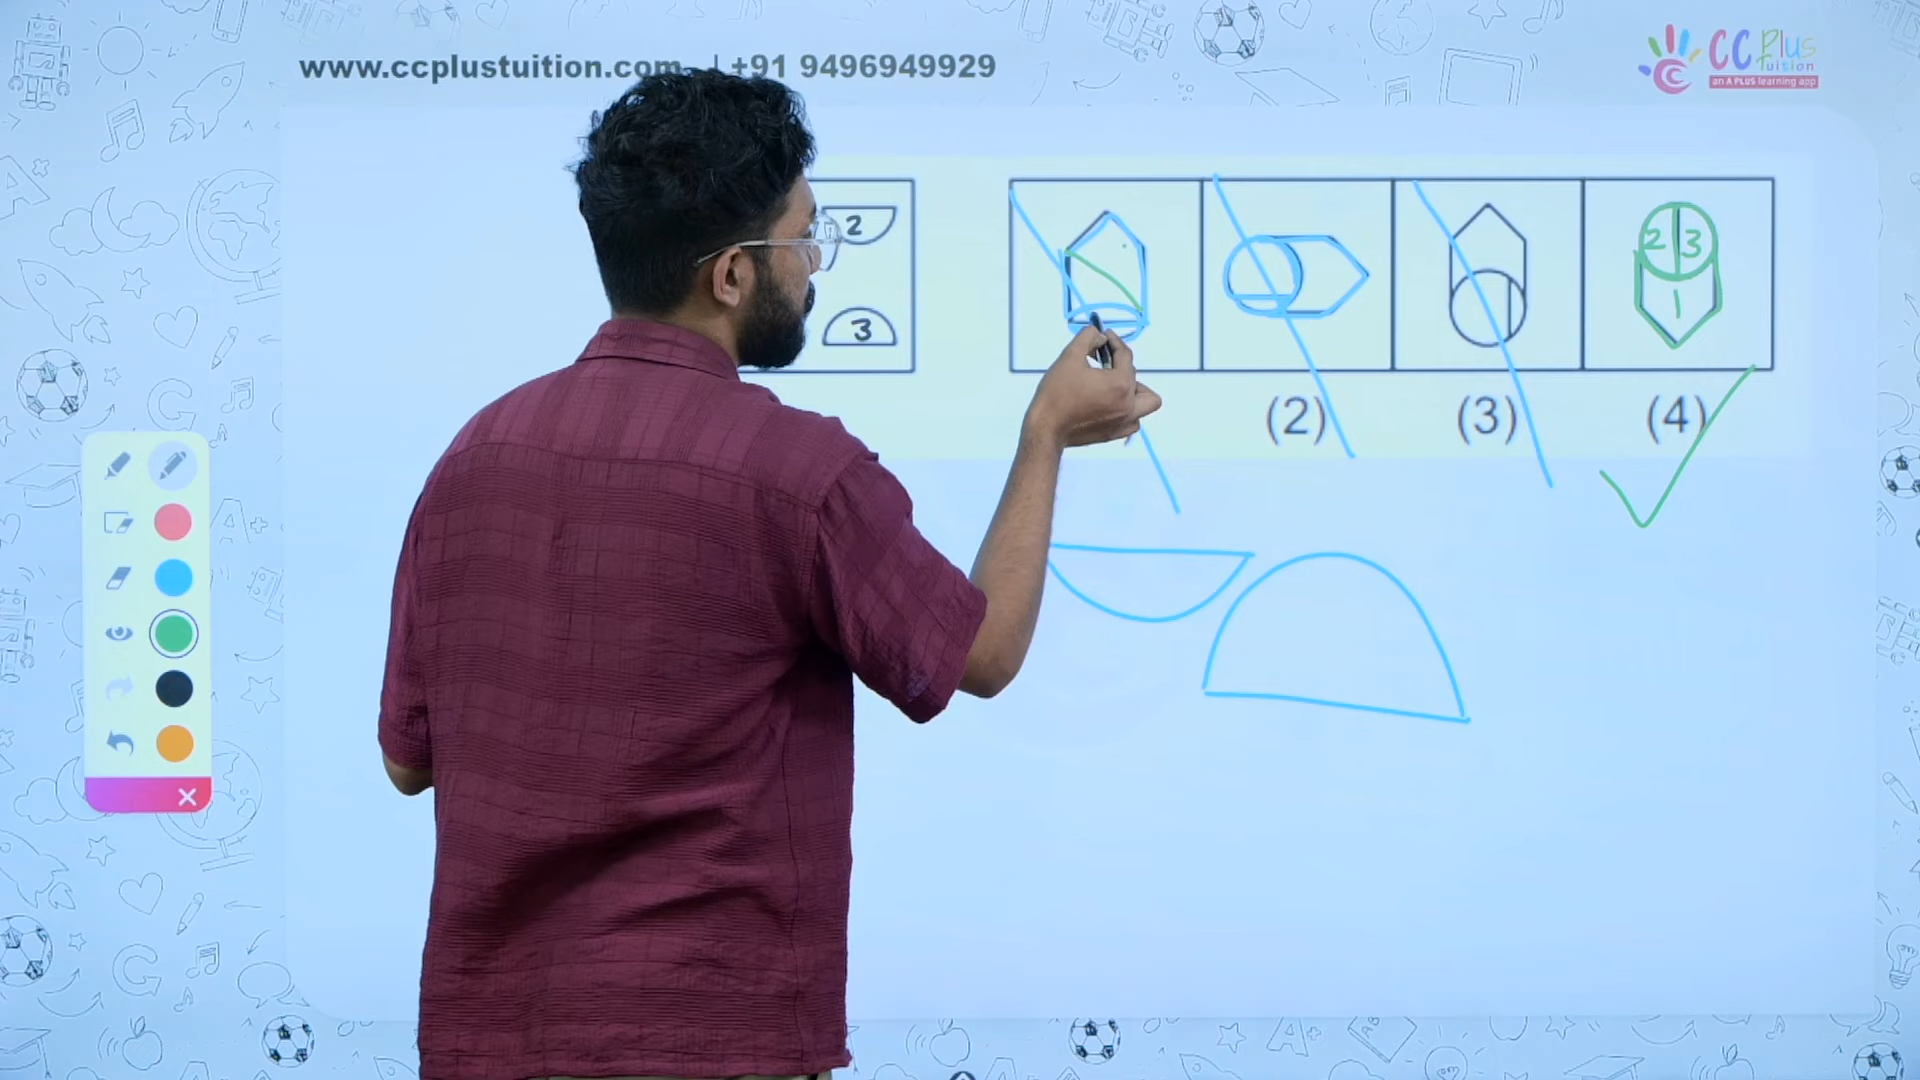 www.ccplustuition.com | +91 9496949929
CC Plus
Tuition
an A PLUS learning app
2
3
2 3
1
(2) (3) (4)